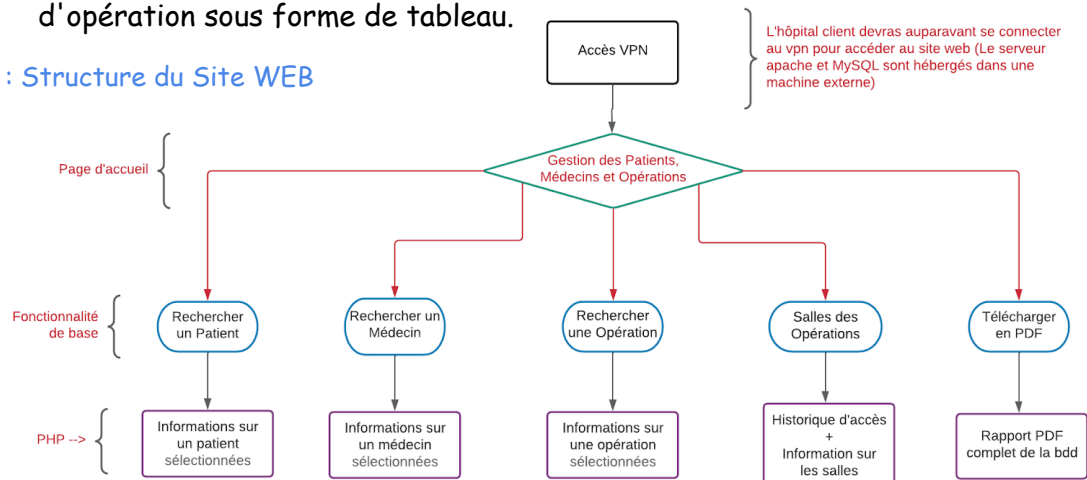 d'opération sous forme de tableau.
: Structure du Site WEB
Accès VPN
L'hôpital client devras auparavant se connecter
au vpn pour accéder au site web (Le serveur
apache et MySQL sont hébergés dans une
machine externe)
Page d'accueil
Gestion des Patients,
Médecins et Opérations
Fonctionnalité
de base
Rechercher
un Patient
Rechercher un
Médecin
Rechercher
une Opération
Salles des
Opérations
Télécharger
en PDF
PHP -->
Informations sur
un patient
sélectionnées
Informations sur
un médecin
sélectionnées
Informations sur
une opération
sélectionnées
Historique d'accès
+
Information sur
les salles
Rapport PDF
complet de la bdd